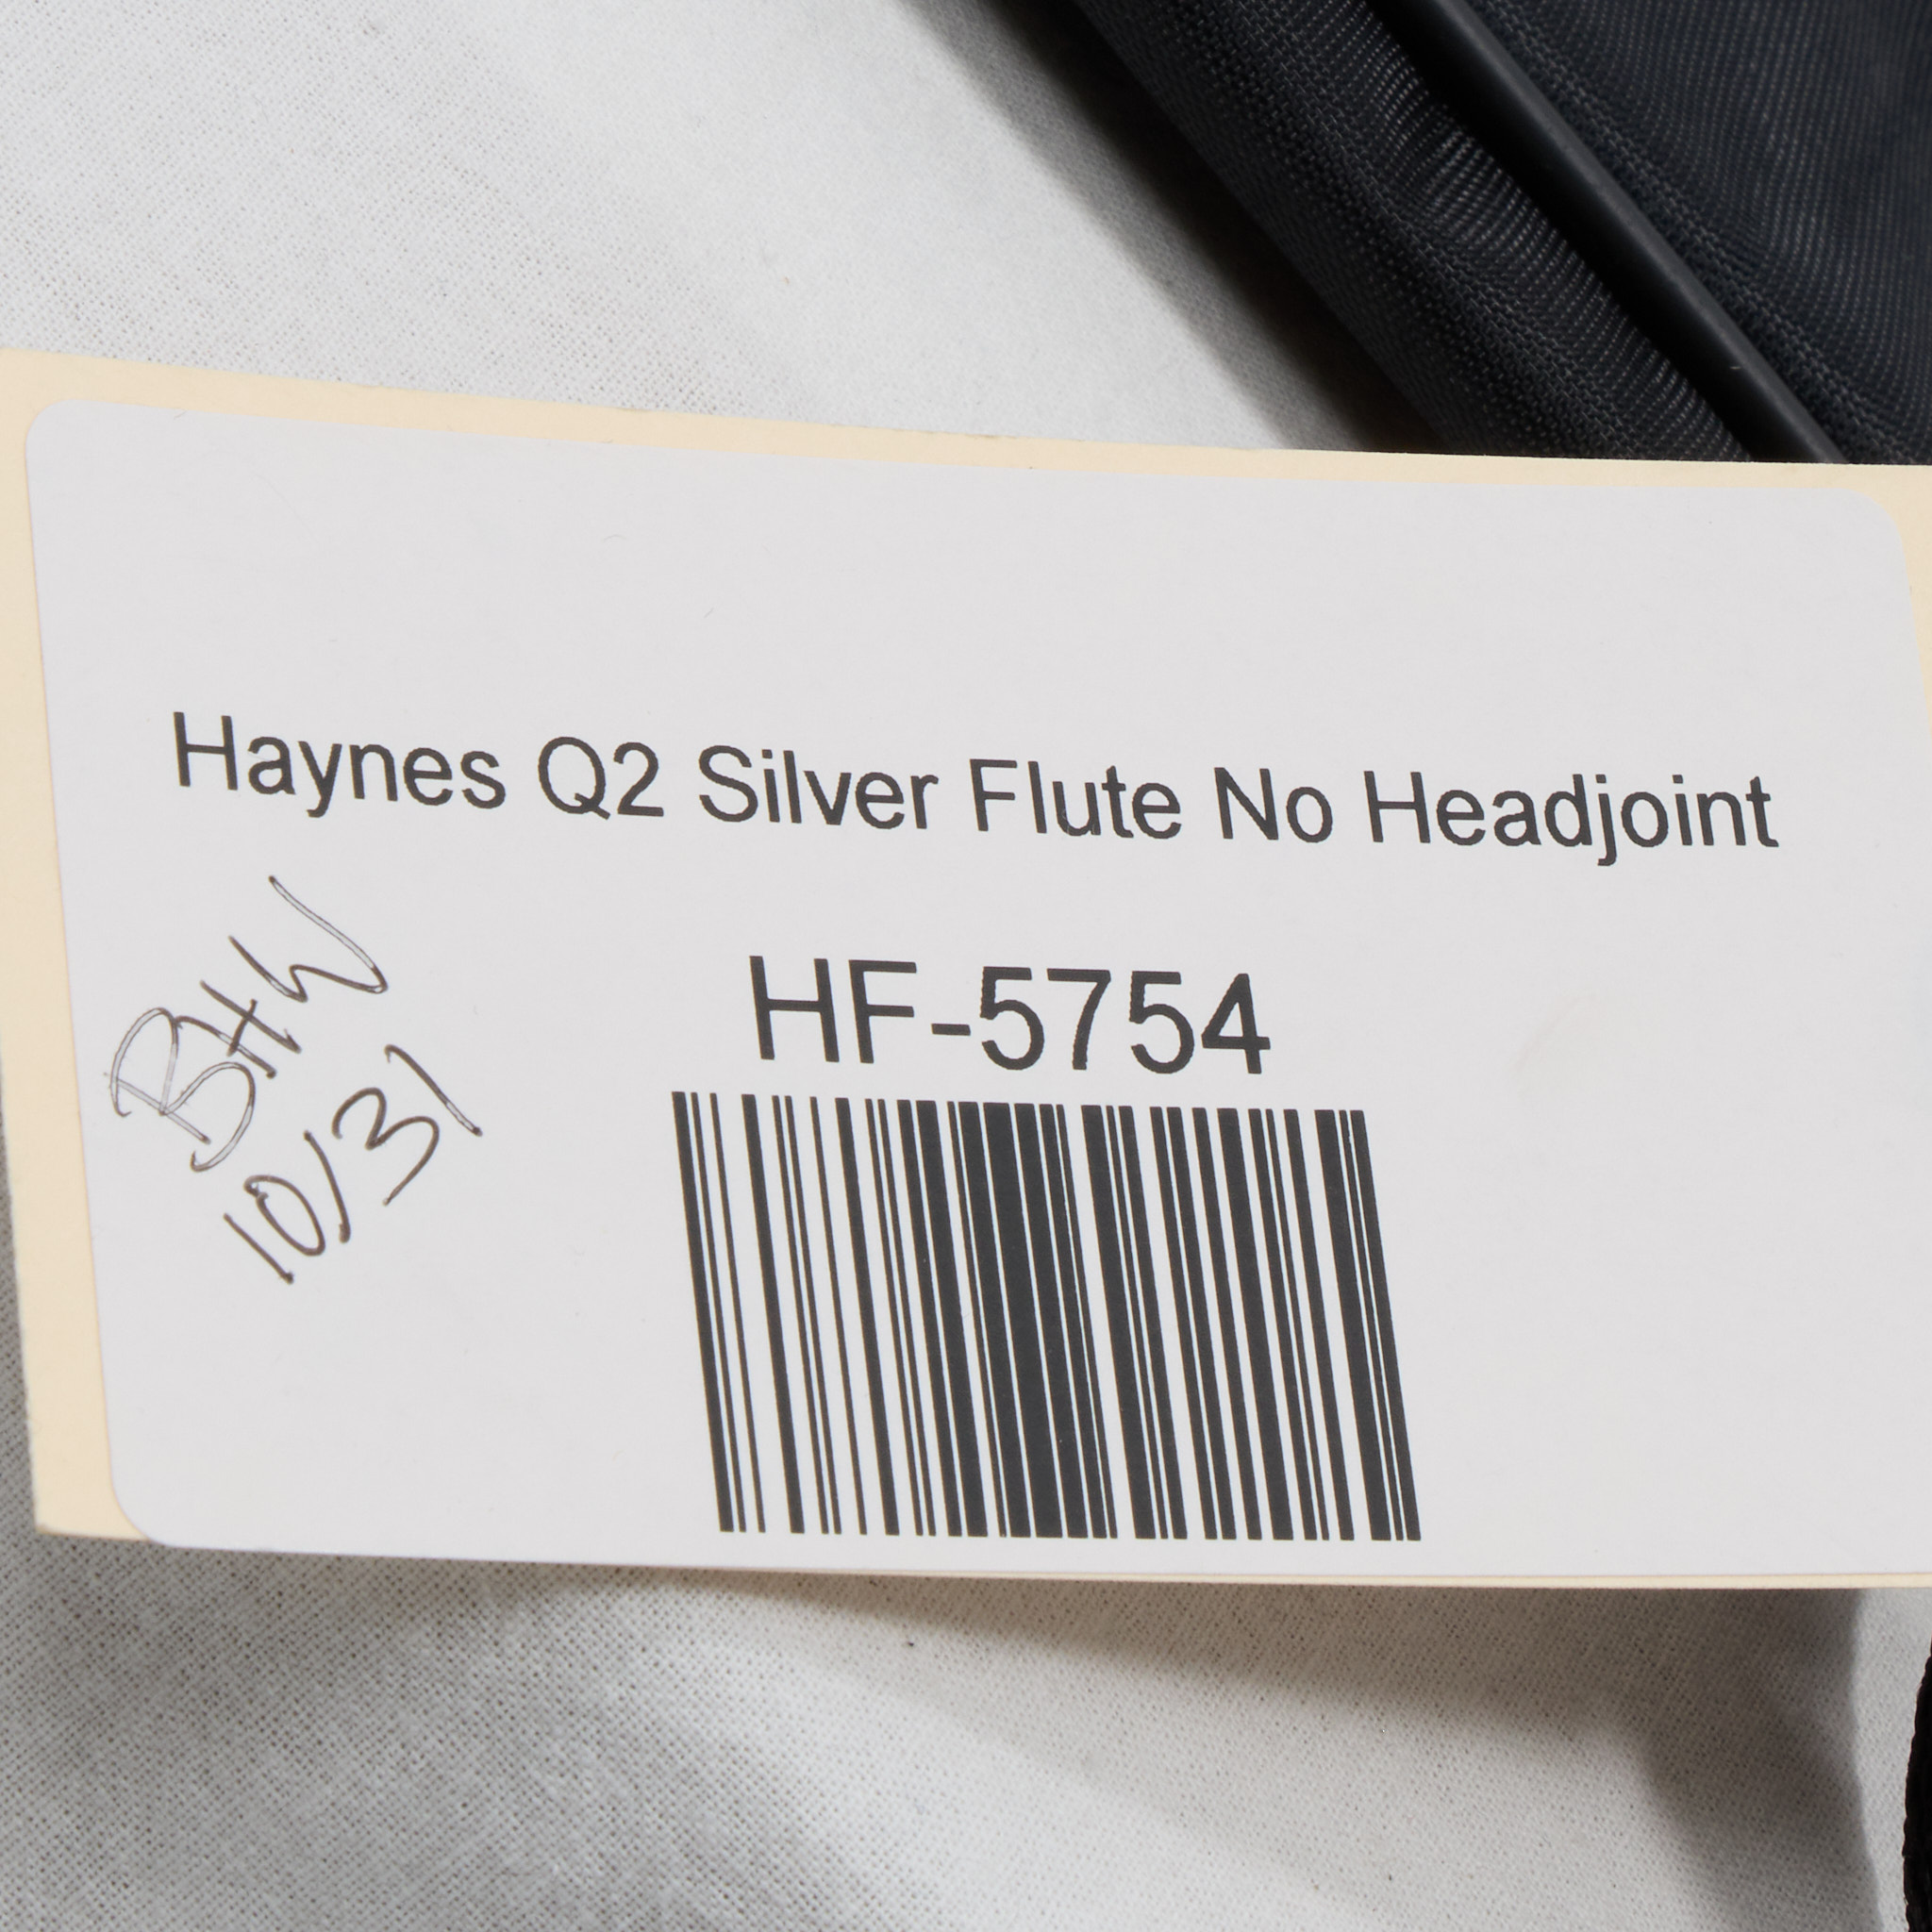 Haynes Q2 Silver Flute No Headjoint
HF-5754
BHW
10/31